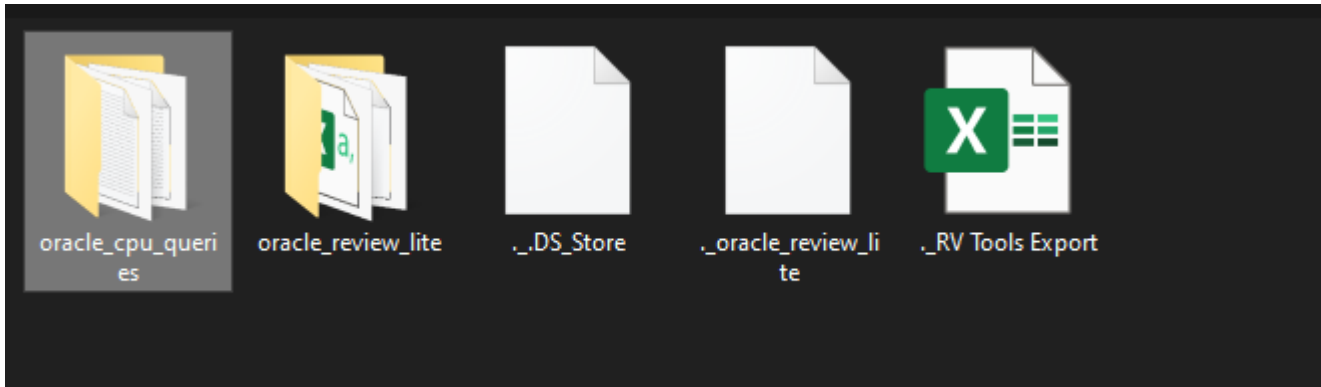 oracle_cpu_queri
es
oracle_review_lite
._.DS_Store
._oracle_review_li
te
._RV Tools Export
X
a,